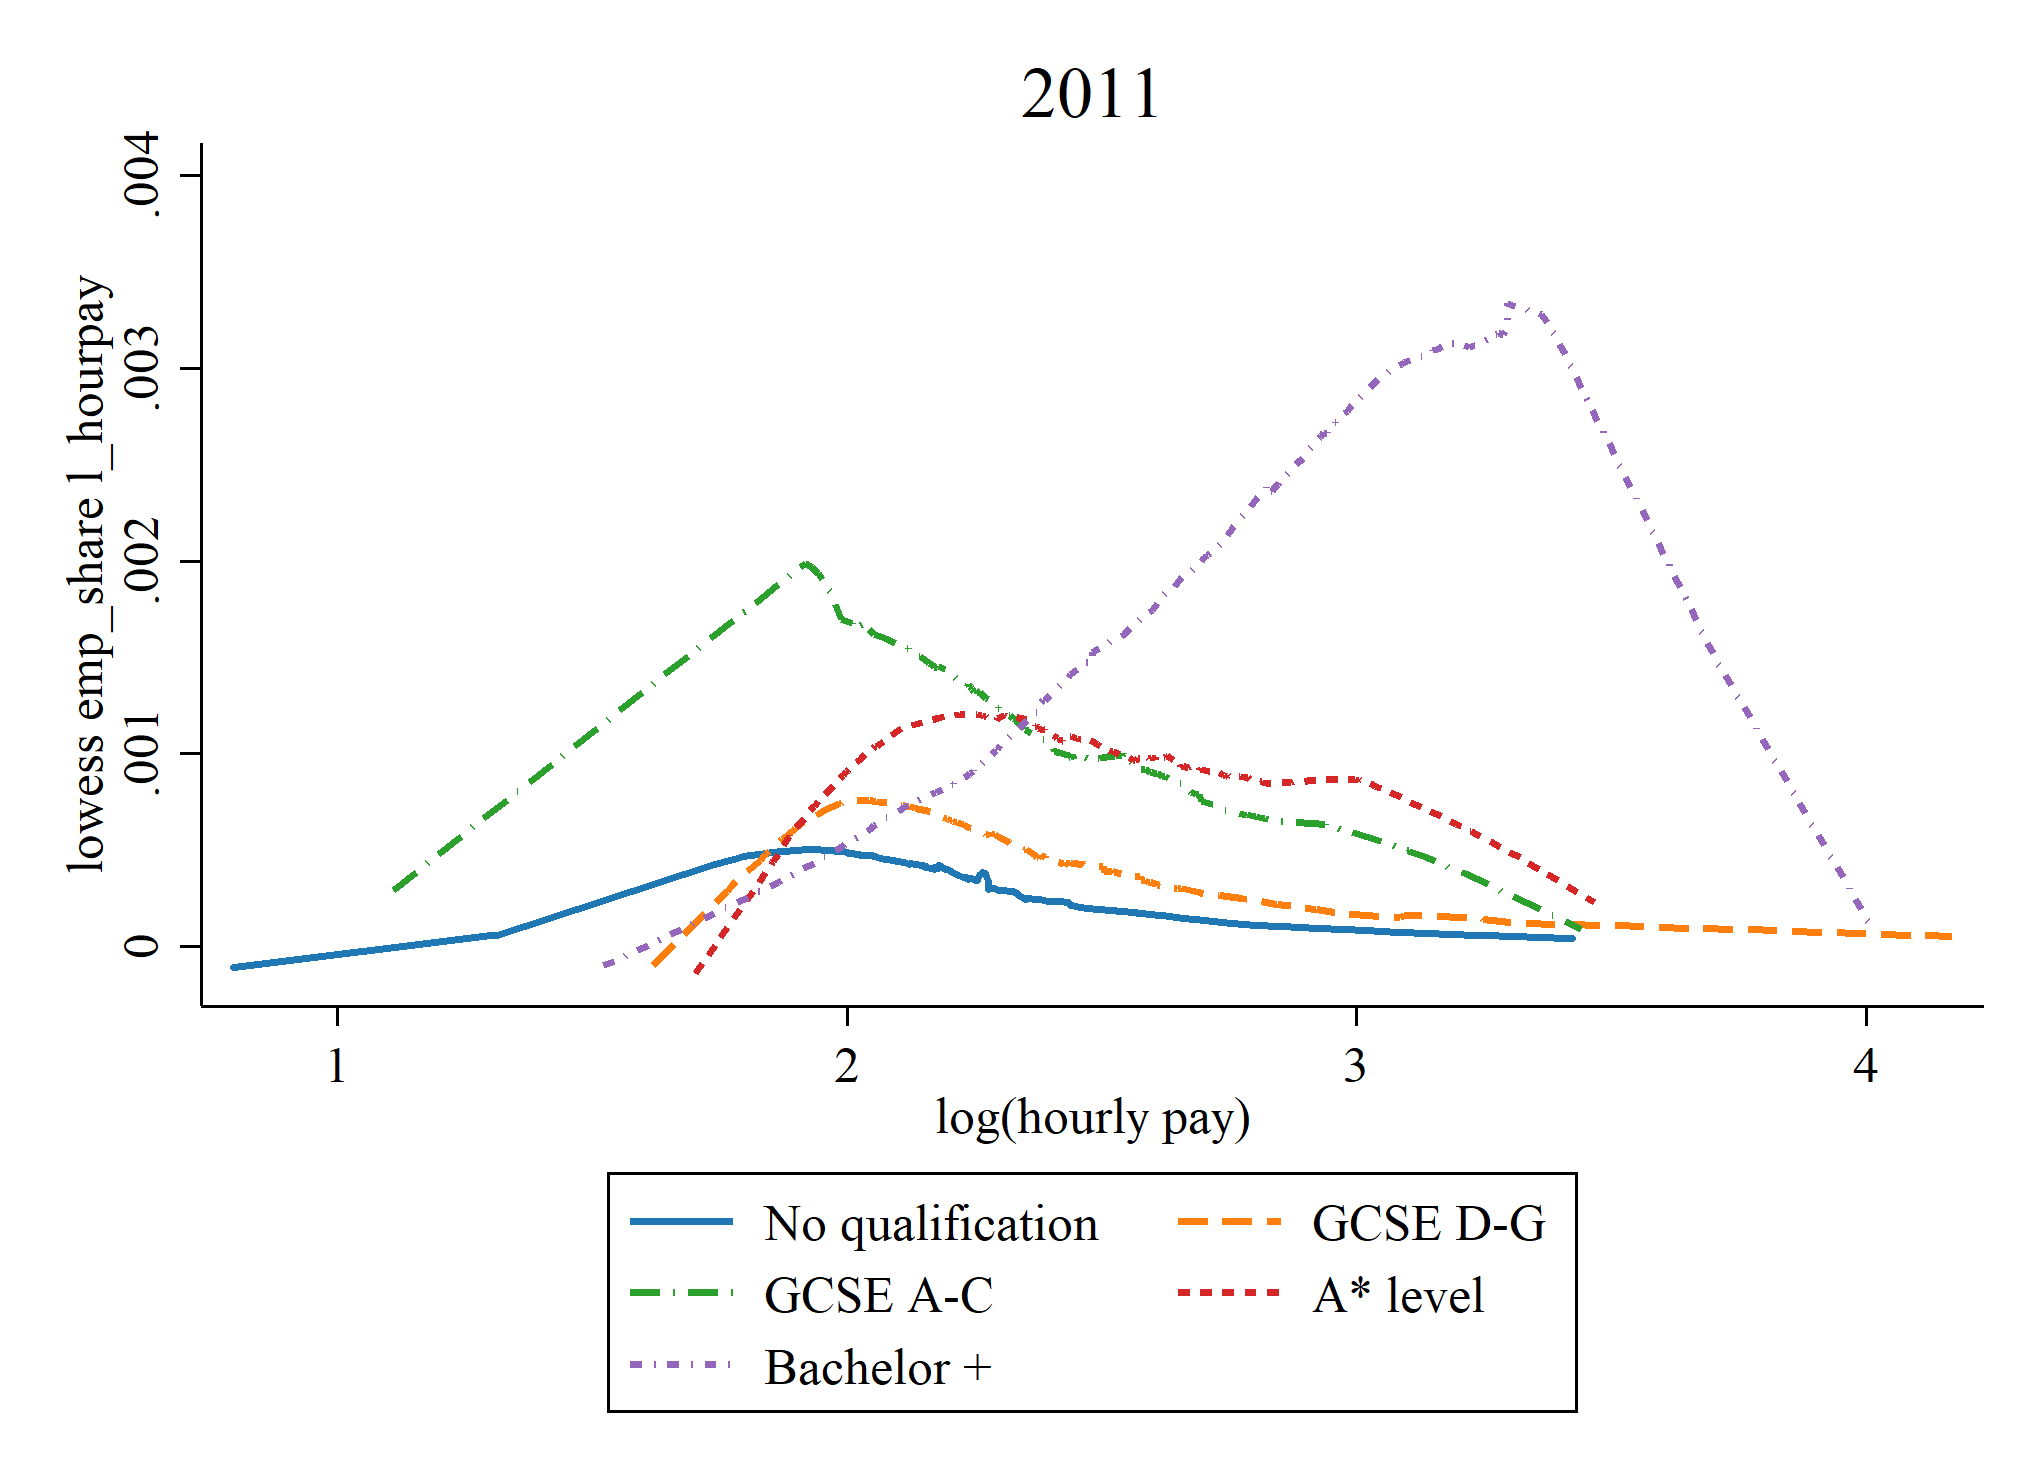 2011
lowess emp_share l_hourpay
.004
.003
.002
.001
0
1 2 3 4
log(hourly pay)
No qualification GCSE D-G
GCSE A-C A* level
Bachelor +